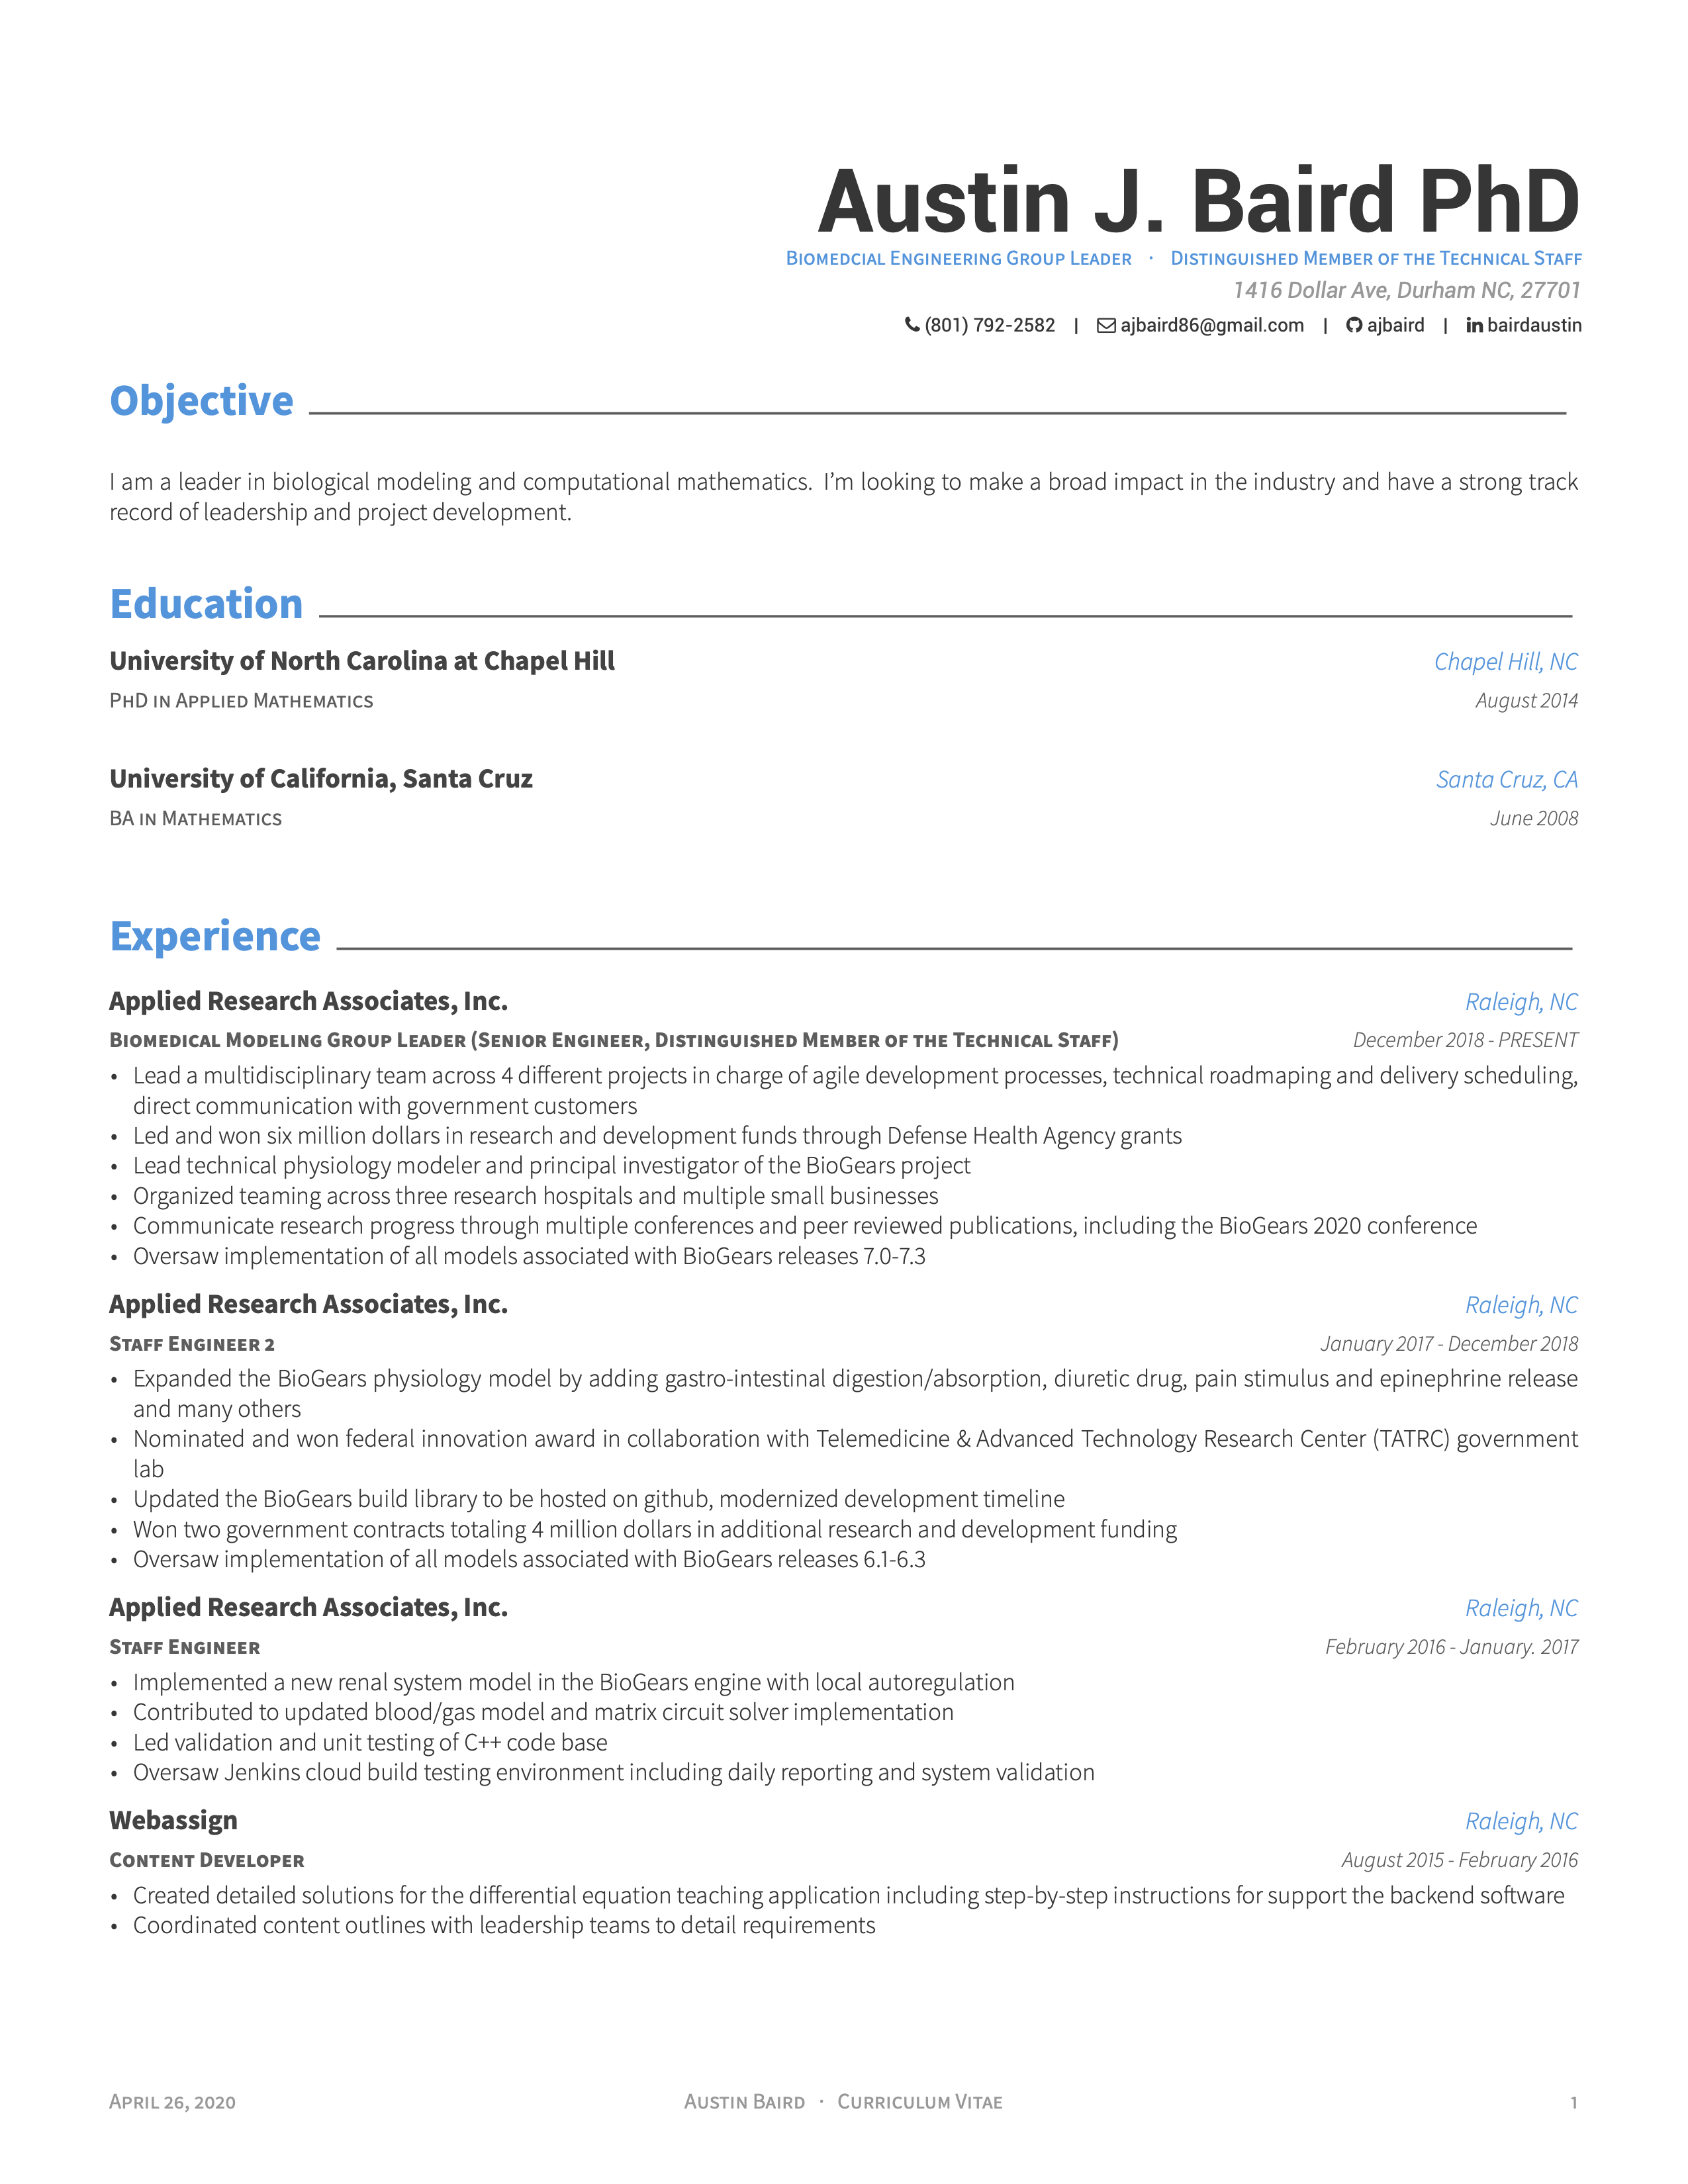 Austin J. Baird PhD
Biomedcial Engineering Group Leader · Distinguished Member of the Technical Staff
1416 Dollar Ave, Durham NC, 27701
(801) 792-2582 | ajbaird86@gmail.com | ajbaird | bairdaustin
Objective
I am a leader in biological modeling and computational mathematics. I'm looking to make a broad impact in the industry and have a strong track
record of leadership and project development.
Education
University of North Carolina at Chapel Hill Chapel Hill, NC
PhD in Applied Mathematics August 2014
University of California, Santa Cruz Santa Cruz, CA
BA in Mathematics June 2008
Experience
Applied Research Associates, Inc. Raleigh, NC
Biomedical Modeling Group Leader (Senior Engineer, Distinguished Member of the Technical Staff) December 2018 - PRESENT
• Lead a multidisciplinary team across 4 different projects in charge of agile development processes, technical roadmaping and delivery scheduling,
direct communication with government customers
• Led and won six million dollars in research and development funds through Defense Health Agency grants
• Lead technical physiology modeler and principal investigator of the BioGears project
• Organized teaming across three research hospitals and multiple small businesses
• Communicate research progress through multiple conferences and peer reviewed publications, including the BioGears 2020 conference
• Oversaw implementation of all models associated with BioGears releases 7.0-7.3
Applied Research Associates, Inc. Raleigh, NC
Staff Engineer 2 January 2017 - December 2018
• Expanded the BioGears physiology model by adding gastro-intestinal digestion/absorption, diuretic drug, pain stimulus and epinephrine release
and many others
• Nominated and won federal innovation award in collaboration with Telemedicine & Advanced Technology Research Center (TATRC) government
lab
• Updated the BioGears build library to be hosted on github, modernized development timeline
• Won two government contracts totaling 4 million dollars in additional research and development funding
• Oversaw implementation of all models associated with BioGears releases 6.1-6.3
Applied Research Associates, Inc. Raleigh, NC
Staff Engineer February 2016 - January. 2017
• Implemented a new renal system model in the BioGears engine with local autoregulation
• Contributed to updated blood/gas model and matrix circuit solver implementation
• Led validation and unit testing of C++ code base
• Oversaw Jenkins cloud build testing environment including daily reporting and system validation
Webassign Raleigh, NC
Content Developer August 2015 - February 2016
• Created detailed solutions for the differential equation teaching application including step-by-step instructions for support the backend software
• Coordinated content outlines with leadership teams to detail requirements
April 26, 2020 Austin Baird · Curriculum Vitae 1